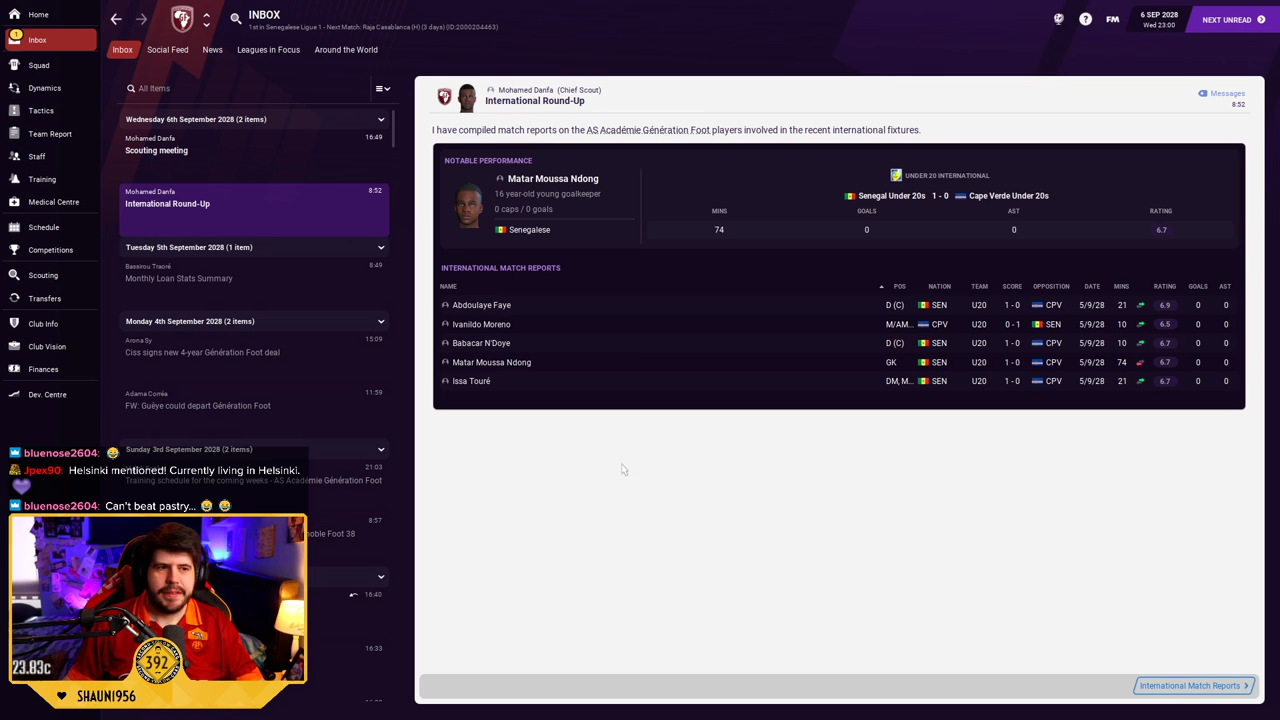 Home
Inbox
1
Squad
Dynamics
Tactics
Team Report
Staff
Training
Medical Centre
Schedule
Competitions
Scouting
Transfers
Club Info
Club Vision
Finances
Dev. Centre
INBOX
1st in Senegalese Ligue 1 - Next Match: Raja Casablanca (H) (3 days) (ID:2000204463)
FM
6 SEP 2028
Wed 23:00
NEXT UNREAD
Inbox Social Feed News Leagues in Focus Around the World
All Items
Wednesday 6th September 2028 (2 items)
Mohamed Danfa 16:49
Scouting meeting
Mohamed Danfa 8:52
International Round-Up
Tuesday 5th September 2028 (1 item)
Bassirou Traoré 8:49
Monthly Loan Stats Summary
Monday 4th September 2028 (2 items)
Arona Sy 15:09
Ciss signs new 4-year Génération Foot deal
Adama Corréa 11:59
FW: Guèye could depart Génération Foot
Sunday 3rd September 2028 (2 items)
21:03
Training schedule for the coming weeks - AS Académie Génération Foot
8:57
noble Foot 38
16:40
16:33
Mohamed Danfa (Chief Scout)
International Round-Up
Messages
8:52
I have compiled match reports on the AS Académie Génération Foot players involved in the recent international fixtures.
NOTABLE PERFORMANCE
Matar Moussa Ndong
16 year-old young goalkeeper
0 caps / 0 goals
Senegalese
UNDER 20 INTERNATIONAL
Senegal Under 20s 1 - 0 Cape Verde Under 20s
MINS GOALS AST RATING
74 0 0 6.7
INTERNATIONAL MATCH REPORTS
NAME POS NATION TEAM SCORE OPPOSITION DATE MINS RATING GOALS AST
Abdoulaye Faye D (C) SEN U20 1 - 0 CPV 5/9/28 21 6.9 0 0
Ivanildo Moreno M/AM... CPV U20 0 - 1 SEN 5/9/28 10 6.5 0 0
Babacar N'Doye D (C) SEN U20 1 - 0 CPV 5/9/28 10 6.7 0 0
Matar Moussa Ndong GK SEN U20 1 - 0 CPV 5/9/28 74 6.7 0 0
Issa Touré DM, M... SEN U20 1 - 0 CPV 5/9/28 21 6.7 0 0
International Match Reports
bluenose2604: 😂
Jpex90: Helsinki mentioned! Currently living in Helsinki. 💜
bluenose2604: Can't beat pastry... 😂 😂
23.83c
392
SHAUN1956